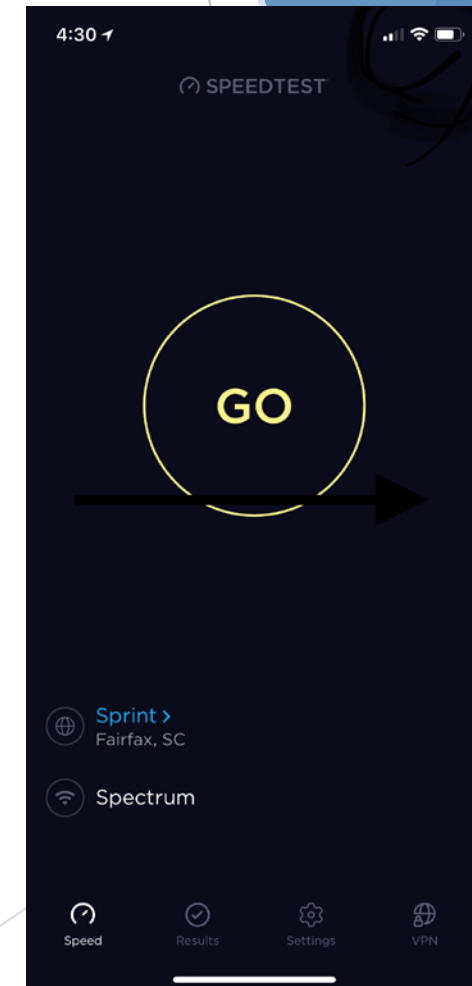 4:30
SPEEDTEST
GO
Sprint >
Fairfax, SC
Spectrum
Speed Results Settings VPN